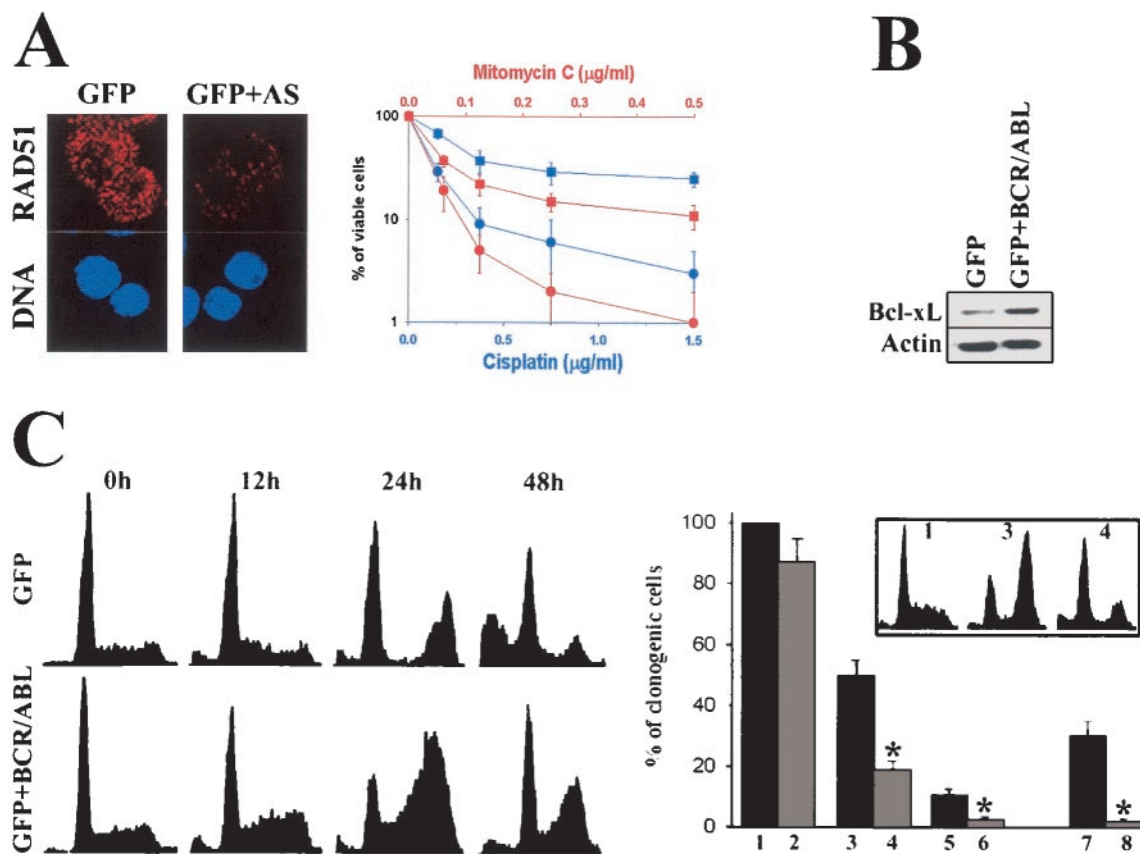 A
GFP GFP+AS
RAD51
DNA
Mitomycin C (μg/ml)
0.0 0.1 0.2 0.3 0.4 0.5
100
10
1
% of viable cells
0.0 0.5 1.0 1.5
Cisplatin (μg/ml)
B
GFP
GFP+BCR/ABL
Bcl-xL
Actin
C
0h 12h 24h 48h
GFP
GFP+BCR/ABL
% of clonogenic cells
100
80
60
40
20
0
1 3 4
* * *
1 2 3 4 5 6 7 8